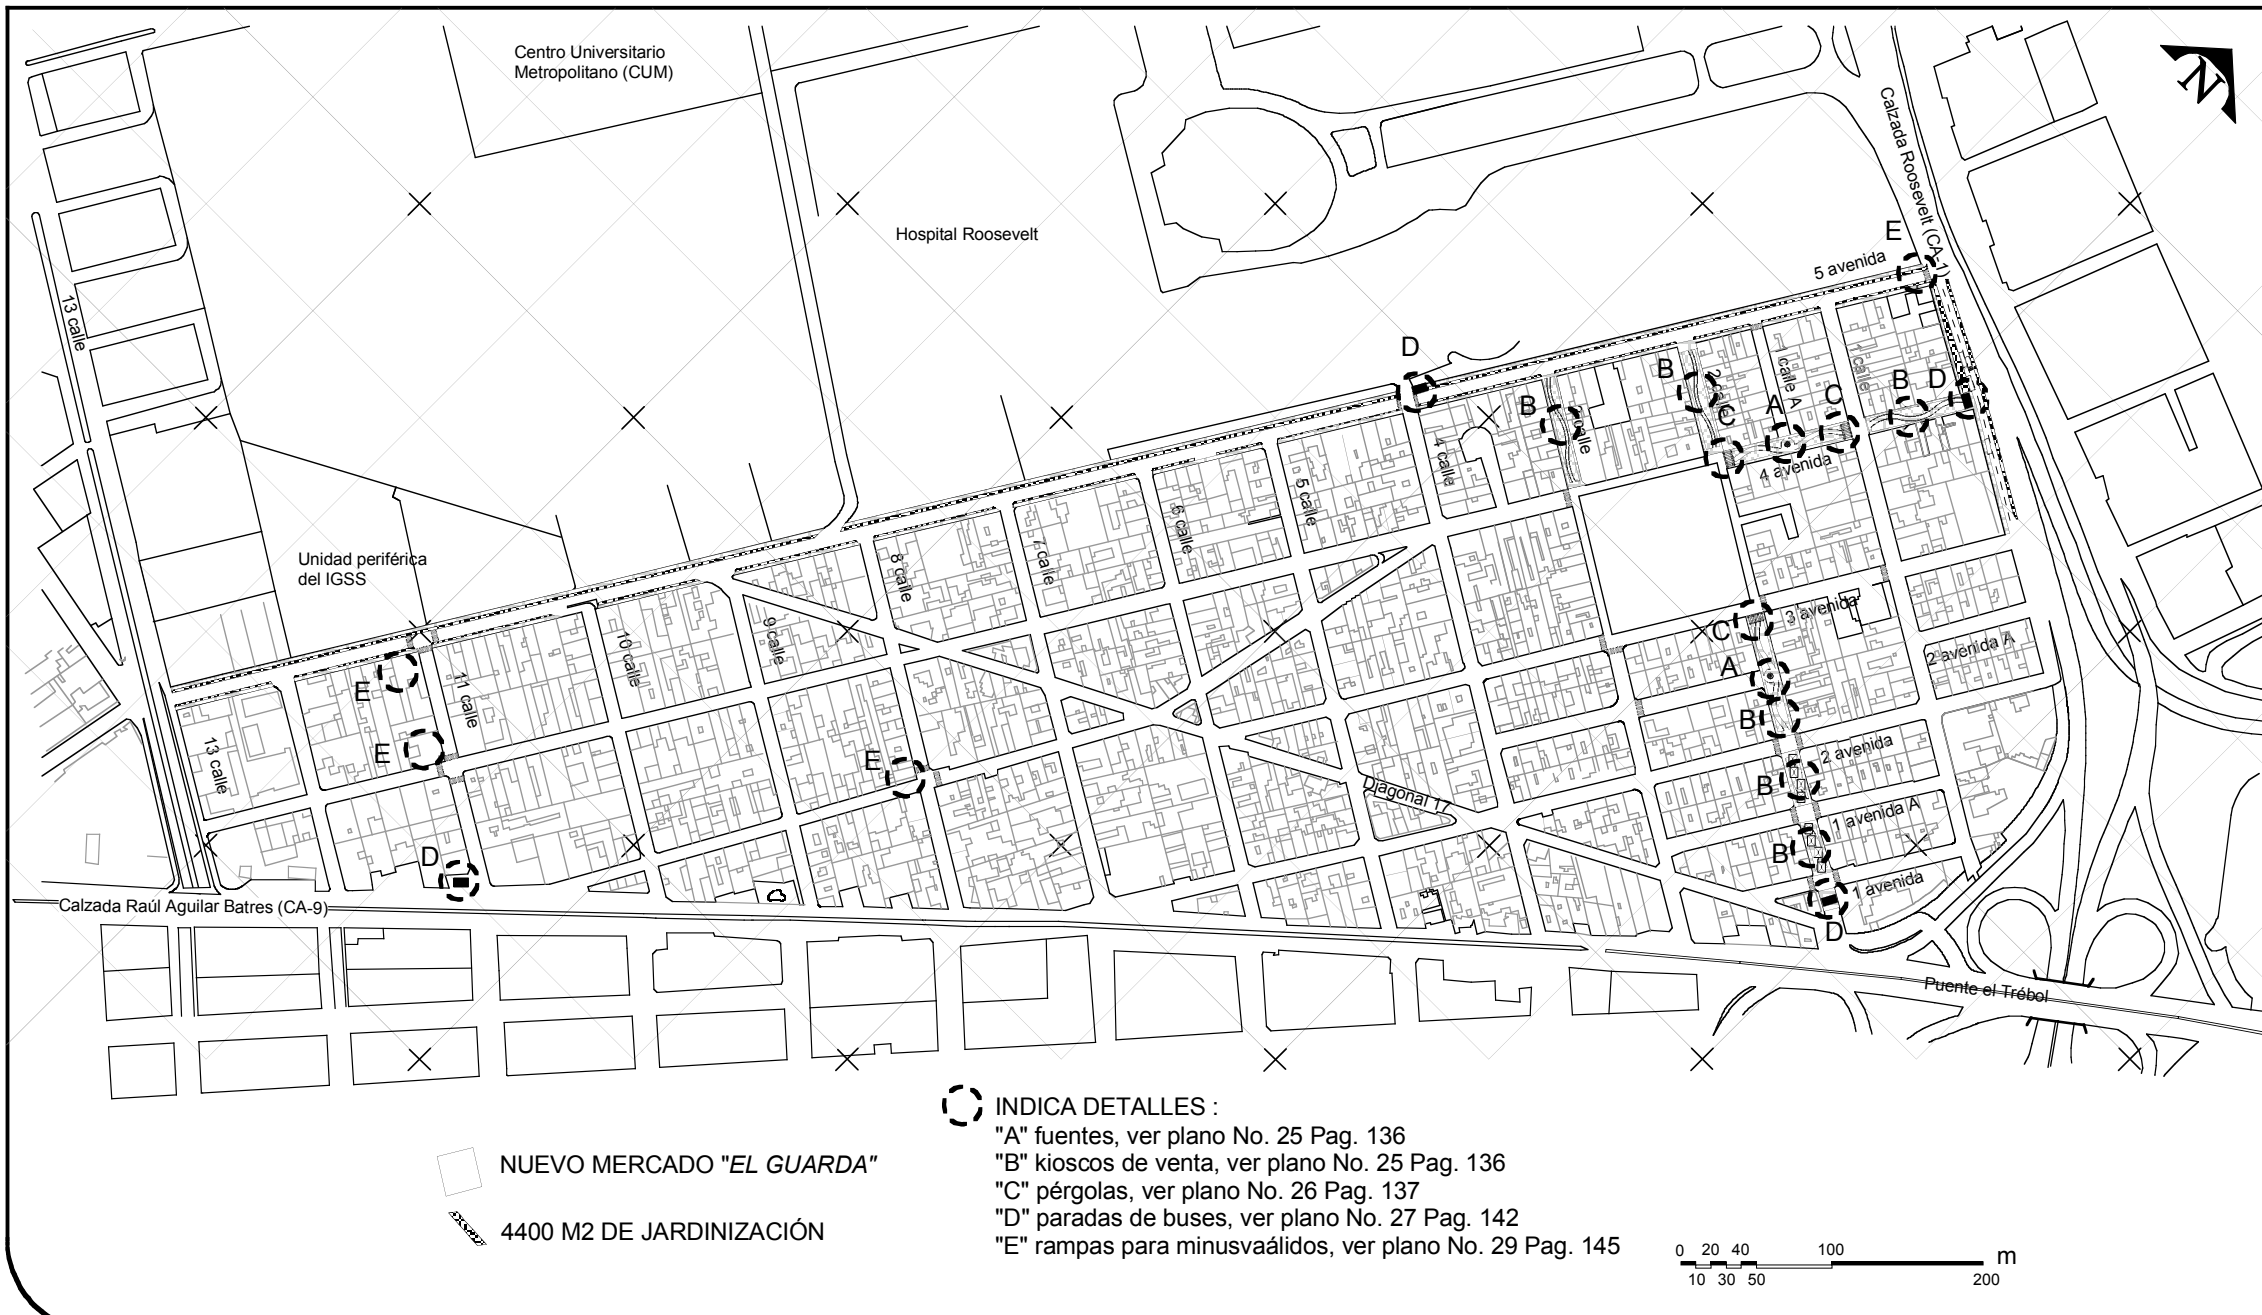 Centro Universitario
Metropolitano (CUM)
N
Calzada Roosevelt (CA-1)
Hospital Roosevelt
E
5 avenida
13 calle
D
B
2 calle
1 calle A
1 calle
B
D
B
C
A
C
calle
4 avenida
4 calle
5 calle
6 calle
7 calle
8 calle
Unidad periférica
del IGSS
9 calle
10 calle
11 calle
E
C
3 avenida
2 avenida A
A
B
13 calle
E
E
2 avenida
B
Diagonal 17
1 avenida A
B
D
1 avenida
D
Calzada Raúl Aguilar Batres (CA-9)
Puente el Trébol
INDICA DETALLES :
"A" fuentes, ver plano No. 25 Pag. 136
"B" kioscos de venta, ver plano No. 25 Pag. 136
"C" pérgolas, ver plano No. 26 Pag. 137
"D" paradas de buses, ver plano No. 27 Pag. 142
"E" rampas para minusvaálidos, ver plano No. 29 Pag. 145
NUEVO MERCADO "EL GUARDA"
4400 M2 DE JARDINIZACIÓN
0 20 40 100 m
10 30 50 200